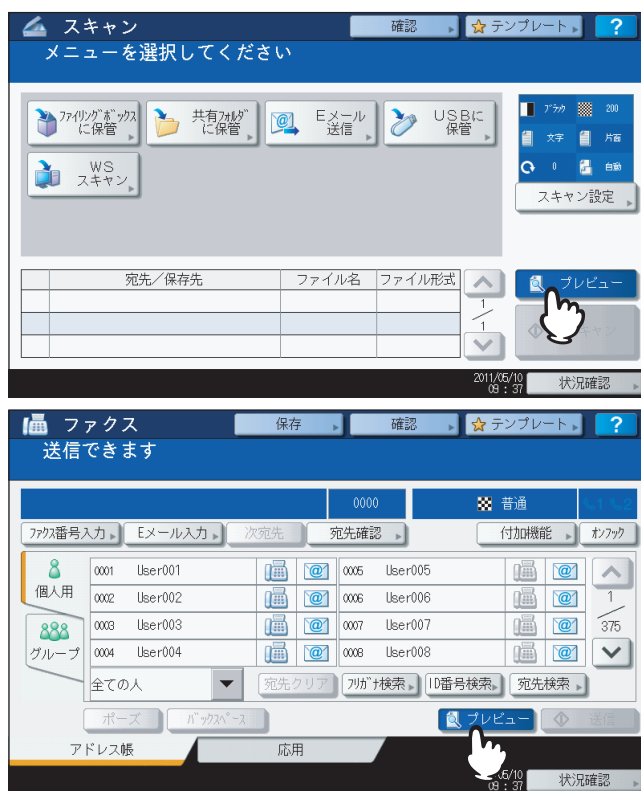 スキャン 確認 テンプレート ?
メニューを選択してください
ファイリングボックスに保管 共有フォルダに保管 Eメール送信 USBに保管
WSスキャン
ブラック 200
文字 片面
0 自動
スキャン設定
宛先/保存先 ファイル名 ファイル形式
プレビュー
1
1
2011/05/10
09:37 状況確認
ファクス 保存 確認 テンプレート ?
送信できます
0000 普通 1 2
ファクス番号入力 Eメール入力 次宛先 宛先確認 付加機能 オンフック
個人用
グループ
0001 User001 0005 User005
0002 User002 0006 User006
0003 User003 0007 User007
0004 User004 0008 User008
1
375
全ての人 宛先クリア フリガナ検索 ID番号検索 宛先検索
ポーズ バックスペース プレビュー 送信
アドレス帳 応用
09:37 状況確認